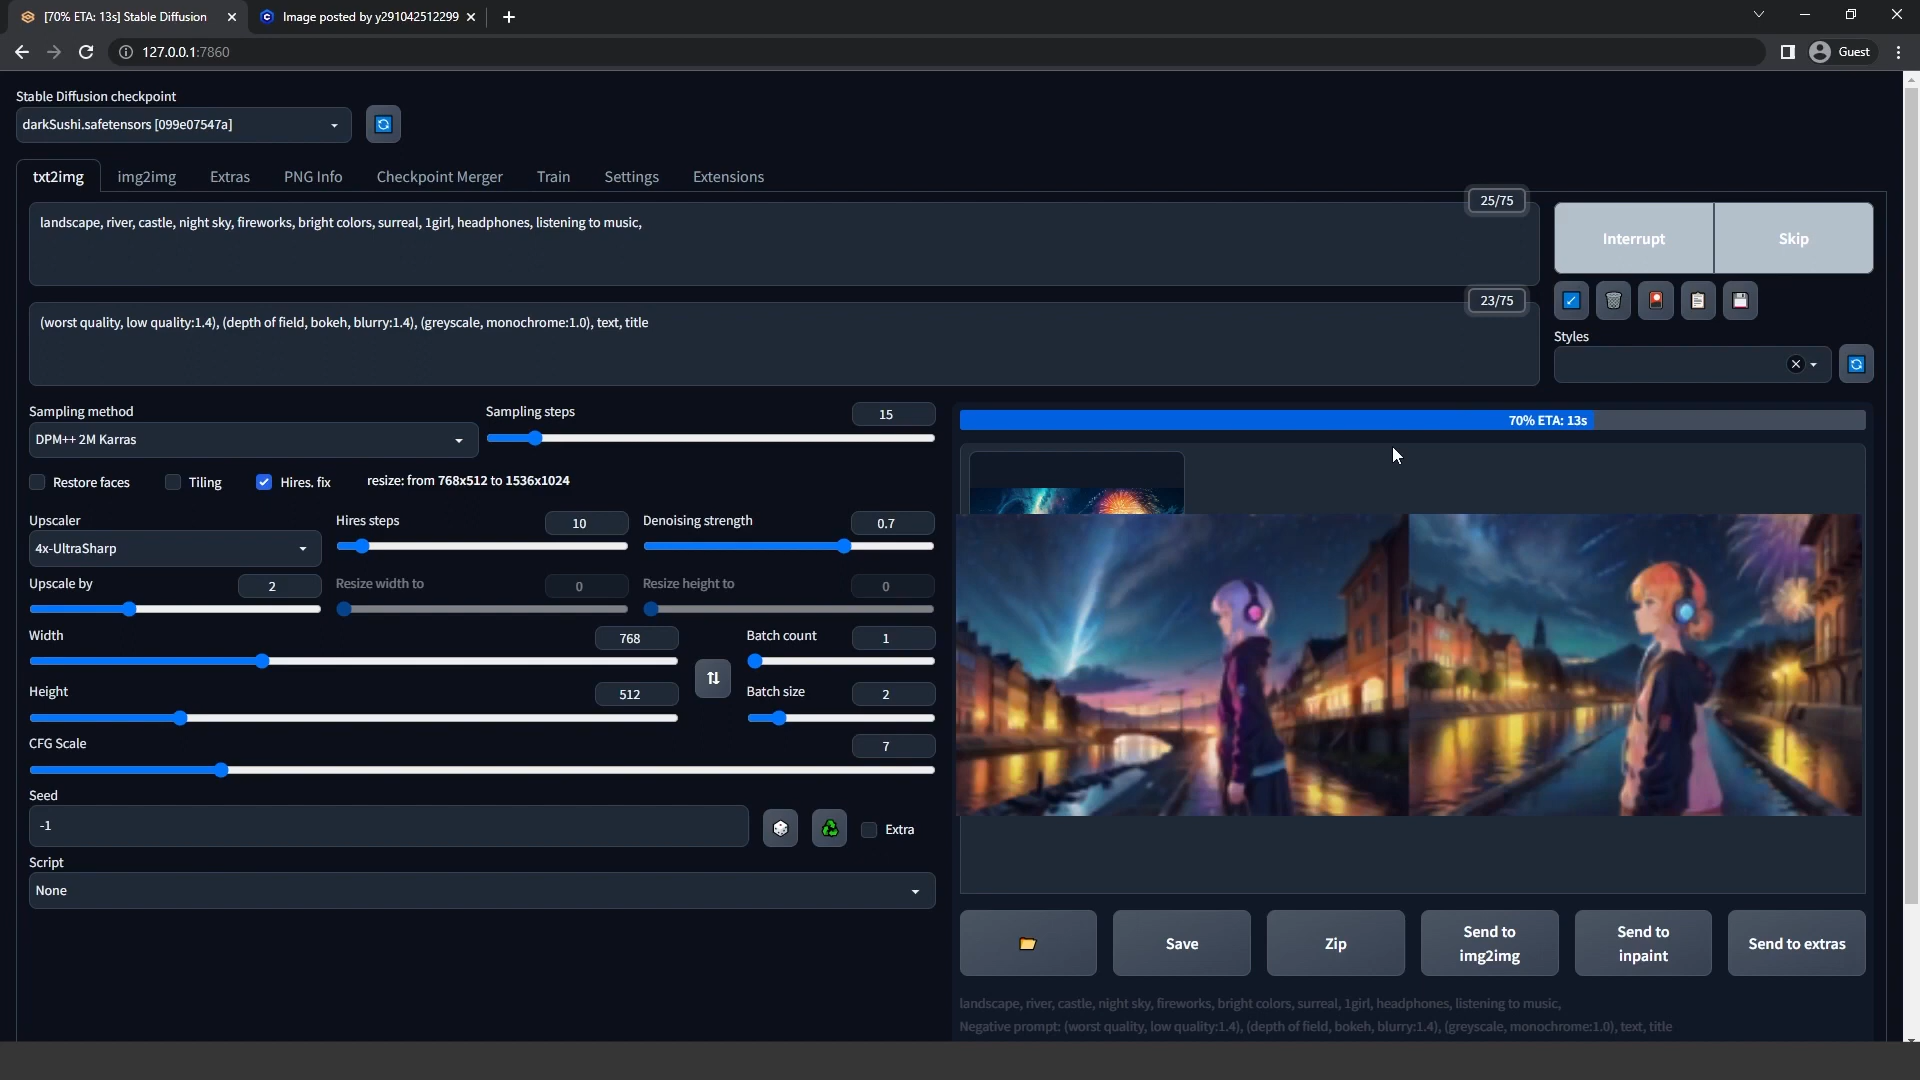 [70% ETA: 13s] Stable Diffusion
Image posted by y291042512299
127.0.0.1:7860
Guest
Stable Diffusion checkpoint
darkSushi.safetensors [099e07547a]
txt2img
img2img
Extras
PNG Info
Checkpoint Merger
Train
Settings
Extensions
25/75
landscape, river, castle, night sky, fireworks, bright colors, surreal, 1girl, headphones, listening to music,
Interrupt
Skip
23/75
(worst quality, low quality:1.4), (depth of field, bokeh, blurry:1.4), (greyscale, monochrome:1.0), text, title
Styles
Sampling method
DPM++ 2M Karras
Sampling steps
15
70% ETA: 13s
Restore faces
Tiling
Hires. fix
resize: from 768x512 to 1536x1024
Upscaler
4x-UltraSharp
Hires steps
10
Denoising strength
0.7
Upscale by
2
Resize width to
0
Resize height to
0
Width
768
Batch count
1
Height
512
Batch size
2
CFG Scale
7
Seed
-1
Extra
Script
None
Save
Zip
Send to
img2img
Send to
inpaint
Send to extras
landscape, river, castle, night sky, fireworks, bright colors, surreal, 1girl, headphones, listening to music,
Negative prompt: (worst quality, low quality:1.4), (depth of field, bokeh, blurry:1.4), (greyscale, monochrome:1.0), text, title